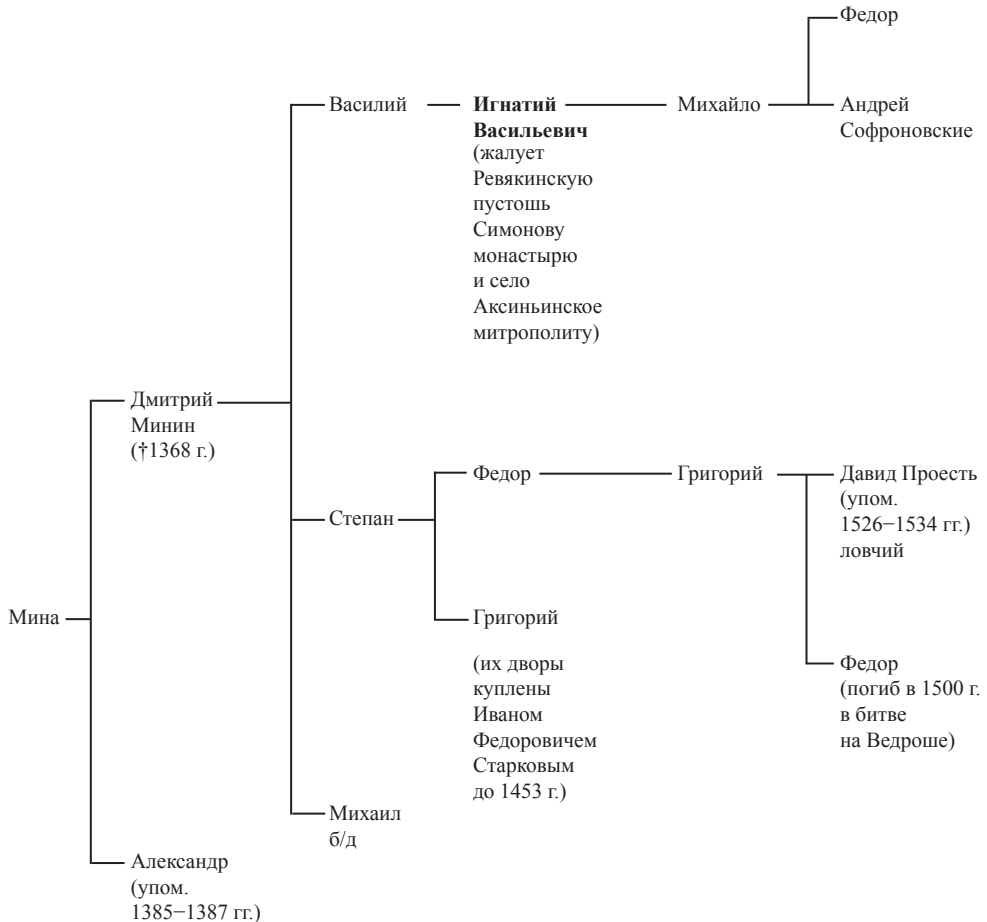 Федор
Василий
Игнатий
Васильевич
(жалует
Ревякинскую
пустошь
Симонову
монастырю
и село
Аксиньинское
митрополиту)
Михайло
Андрей
Софроновские
Дмитрий
Минин
(†1368 г.)
Федор
Григорий
Давид Проесть
(упом.
1526−1534 гг.)
ловчий
Степан
Мина
Григорий
(их дворы
куплены
Иваном
Федоровичем
Старковым
до 1453 г.)
Федор
(погиб в 1500 г.
в битве
на Ведроше)
Михаил
б/д
Александр
(упом.
1385−1387 гг.)